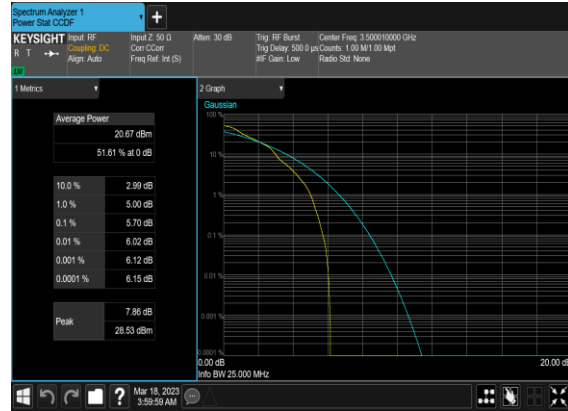 Spectrum Analyzer 1
Power Stat CCDF
KEYSIGHT
R T
LXI
Input: RF
Coupling: DC
Align: Auto
Input Z: 50 Ω
Corr CCorr
Freq Ref: Int (S)
Atten: 30 dB
Trig: RF Burst
Trig Delay: 500.0 µs
#IF Gain: Low
Center Freq: 3.500010000 GHz
Counts: 1.00 M/1.00 Mpt
Radio Std: None
1 Metrics
Average Power
20.67 dBm
51.61 % at 0 dB
10.0 % 2.99 dB
1.0 % 5.00 dB
0.1 % 5.70 dB
0.01 % 6.02 dB
0.001 % 6.12 dB
0.0001 % 6.15 dB
Peak
7.86 dB
28.53 dBm
2 Graph
Gaussian
100 %
10 %
1 %
0.1 %
0.01 %
0.001 %
0.0001 %
0.00 dB
20.00 dB
Info BW 25.000 MHz
?
Mar 18, 2023
3:59:59 AM